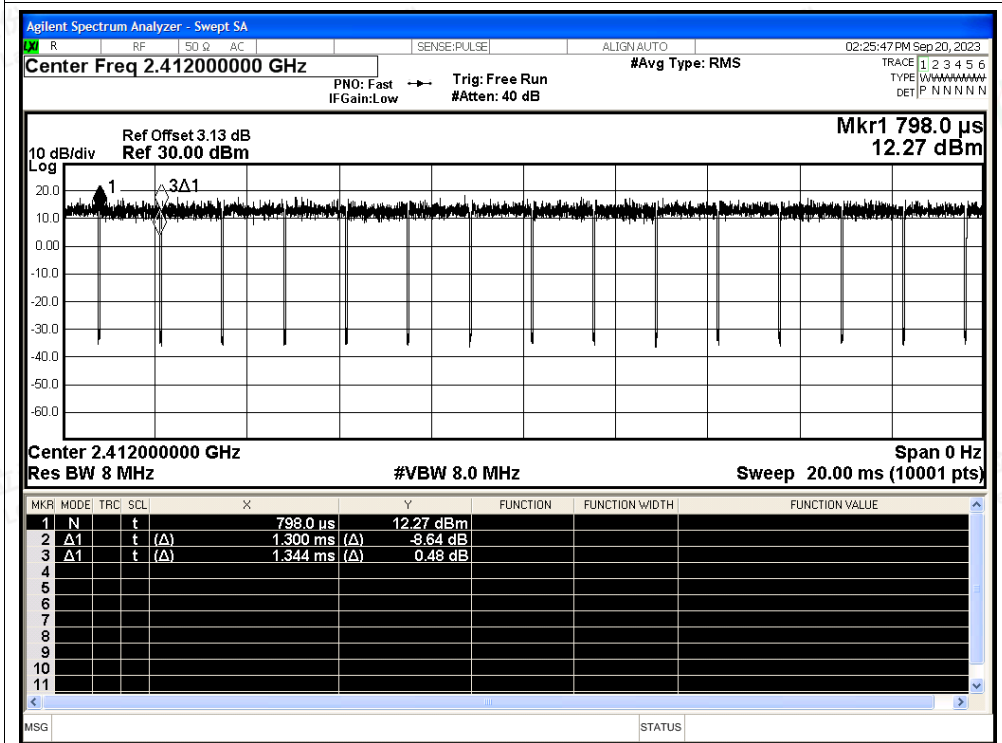 Agilent Spectrum Analyzer - Swept SA
LXI R RF 50 Ω AC SENSE:PULSE ALIGN AUTO 02:25:47 PM Sep 20, 2023
Center Freq 2.412000000 GHz #Avg Type: RMS TRACE 1 2 3 4 5 6
PNO: Fast Trig: Free Run TYPE W
IFGain:Low #Atten: 40 dB DET P N N N N N
Mkr1 798.0 µs
12.27 dBm
Ref Offset 3.13 dB
10 dB/div Ref 30.00 dBm
Log
1 3Δ1
20.0
10.0
0.00
-10.0
-20.0
-30.0
-40.0
-50.0
-60.0
Center 2.412000000 GHz Span 0 Hz
Res BW 8 MHz #VBW 8.0 MHz Sweep 20.00 ms (10001 pts)
MKR MODE TRC SCL X Y FUNCTION FUNCTION WIDTH FUNCTION VALUE
1 N t 798.0 µs 12.27 dBm
2 Δ1 t (Δ) 1.300 ms (Δ) -8.64 dB
3 Δ1 t (Δ) 1.344 ms (Δ) 0.48 dB
4
5
6
7
8
9
10
11
MSG STATUS